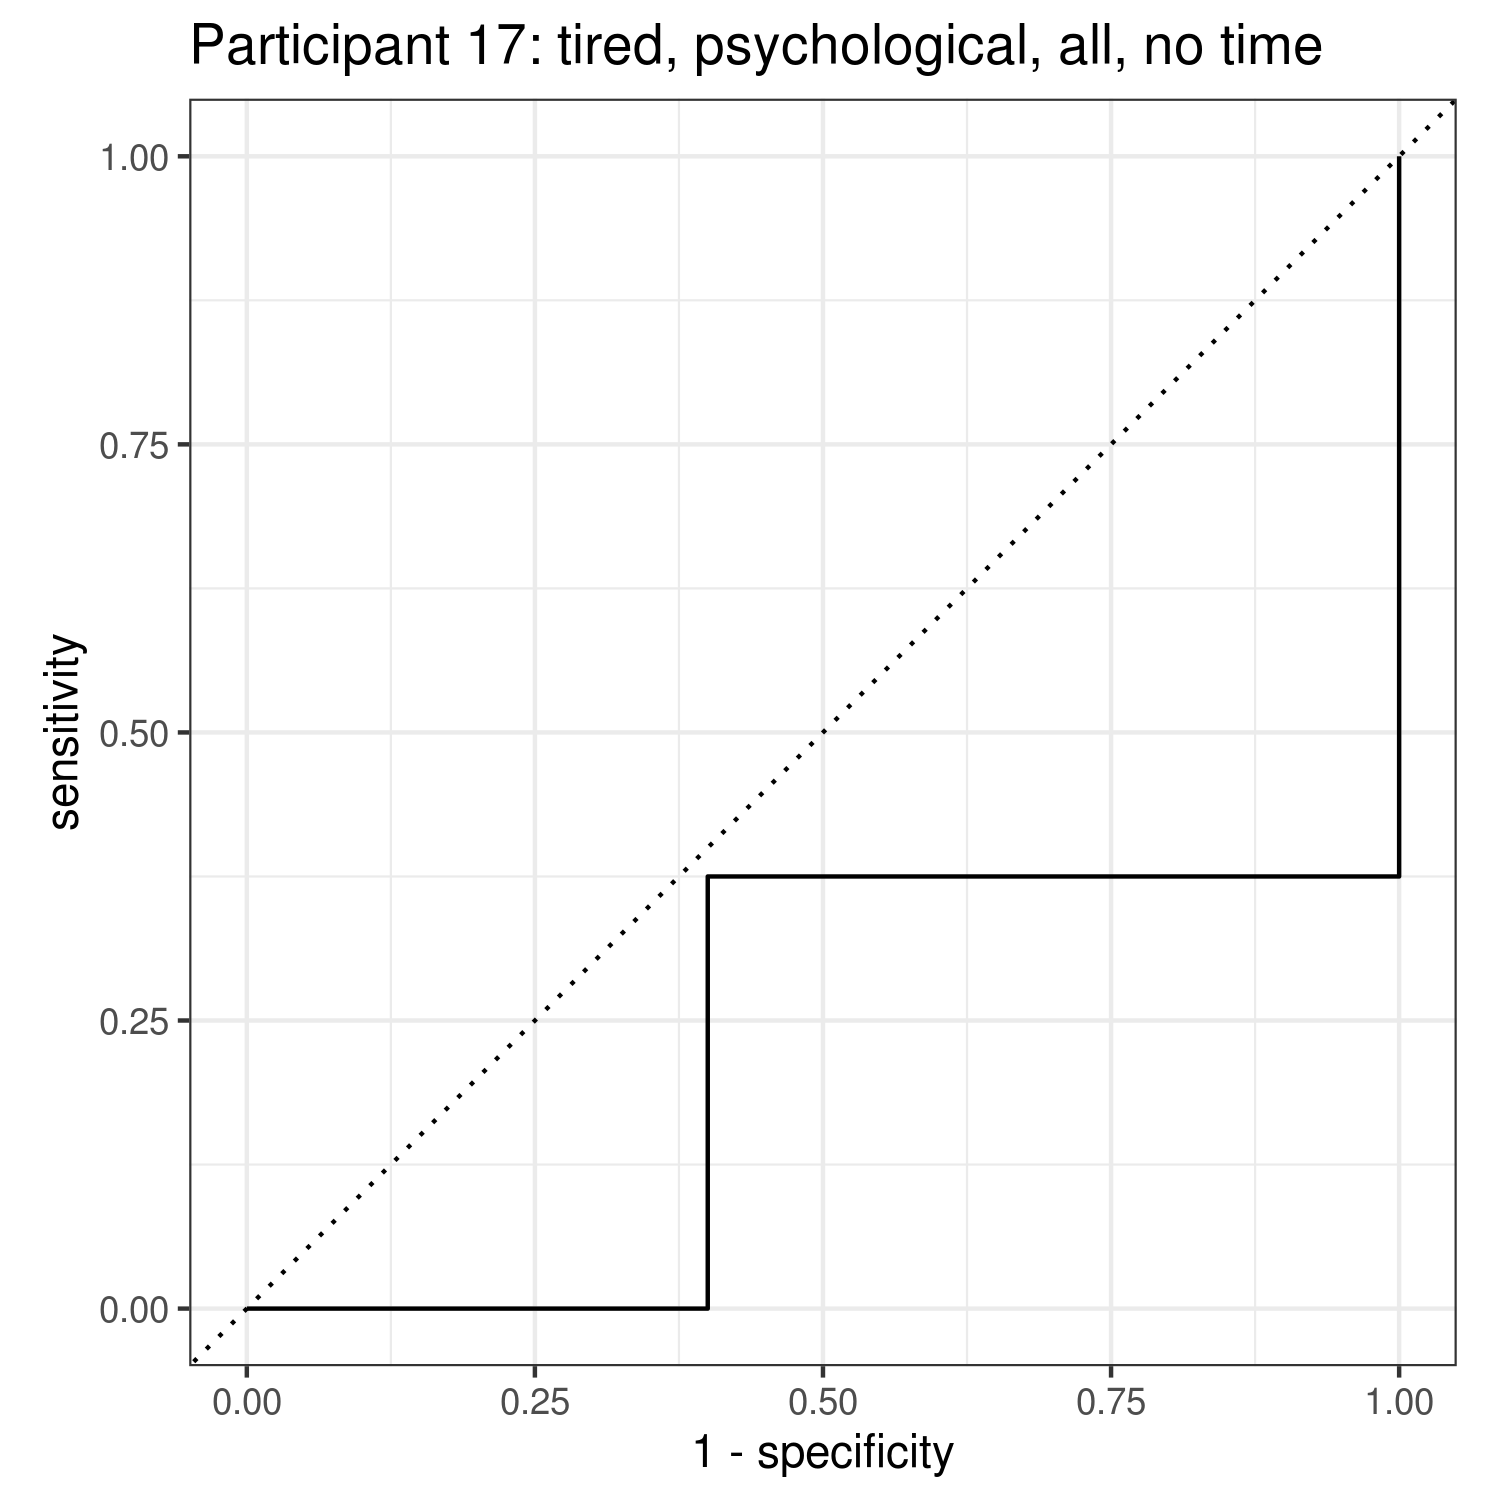 Participant 17: tired, psychological, all, no time
1.00
0.75
0.50
0.25
0.00
sensitivity
0.00 0.25 0.50 0.75 1.00
1 - specificity